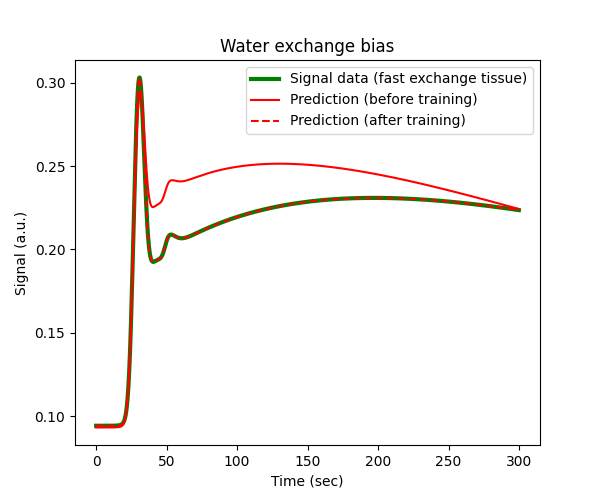 Water exchange bias
Signal data (fast exchange tissue)
Prediction (before training)
Prediction (after training)
0.30
0.25
0.20
0.15
0.10
Signal (a.u.)
0 50 100 150 200 250 300
Time (sec)